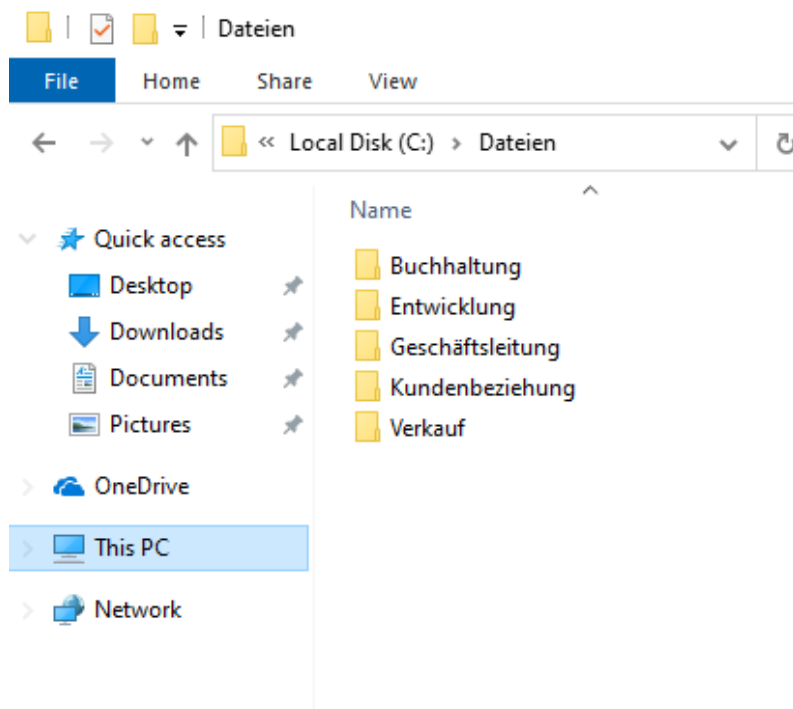 Dateien
File Home Share View
« Local Disk (C:) › Dateien
Name
Quick access
Desktop
Downloads
Documents
Pictures
OneDrive
This PC
Network
Buchhaltung
Entwicklung
Geschäftsleitung
Kundenbeziehung
Verkauf